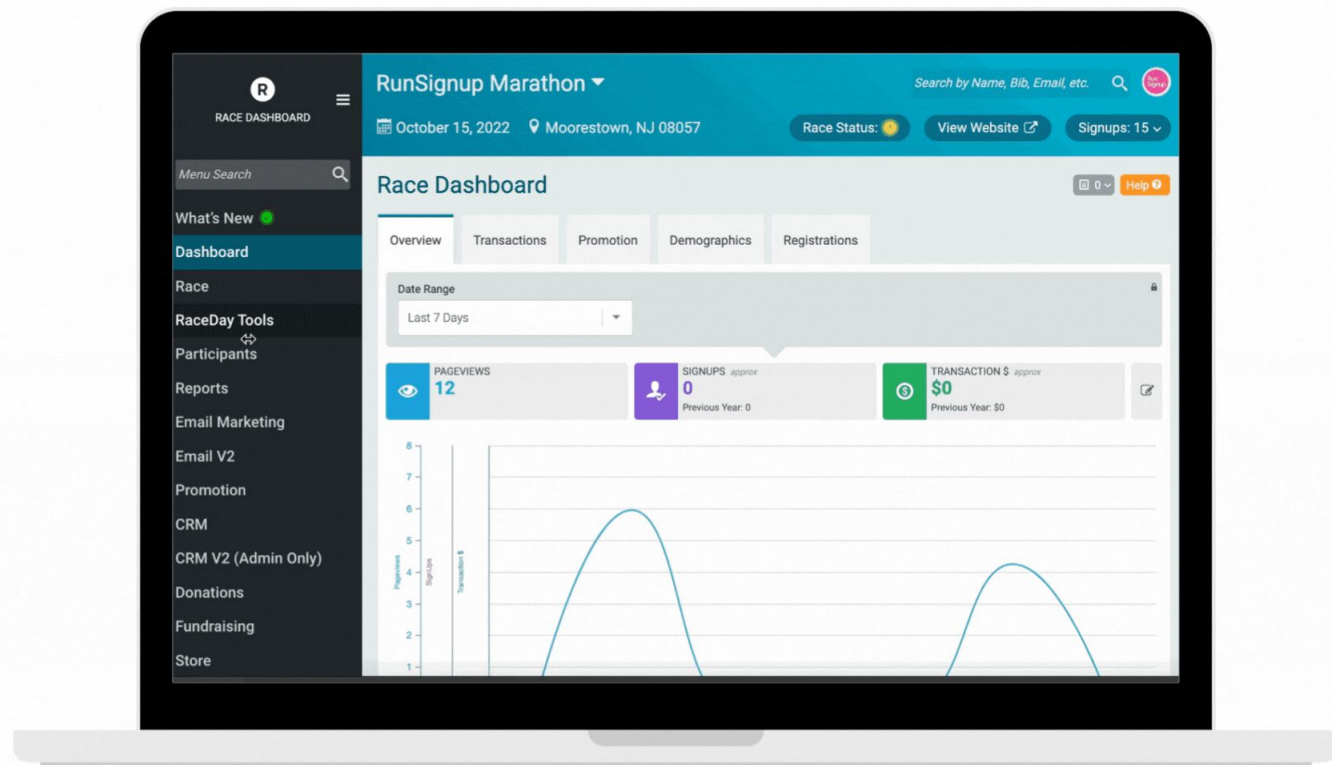 R
RACE DASHBOARD
Menu Search
What's New
Dashboard
Race
RaceDay Tools
Participants
Reports
Email Marketing
Email V2
Promotion
CRM
CRM V2 (Admin Only)
Donations
Fundraising
Store
RunSignup Marathon
Search by Name, Bib, Email, etc.
Run
Signup
October 15, 2022
Moorestown, NJ 08057
Race Status:
View Website
Signups: 15
Race Dashboard
0
Help ?
Overview
Transactions
Promotion
Demographics
Registrations
Date Range
Last 7 Days
PAGEVIEWS
12
SIGNUPS approx
0
Previous Year: 0
$
TRANSACTION $ approx
$0
Previous Year: $0
8
7
6
5
4
3
2
1
Pageviews
SignUps
Transaction $